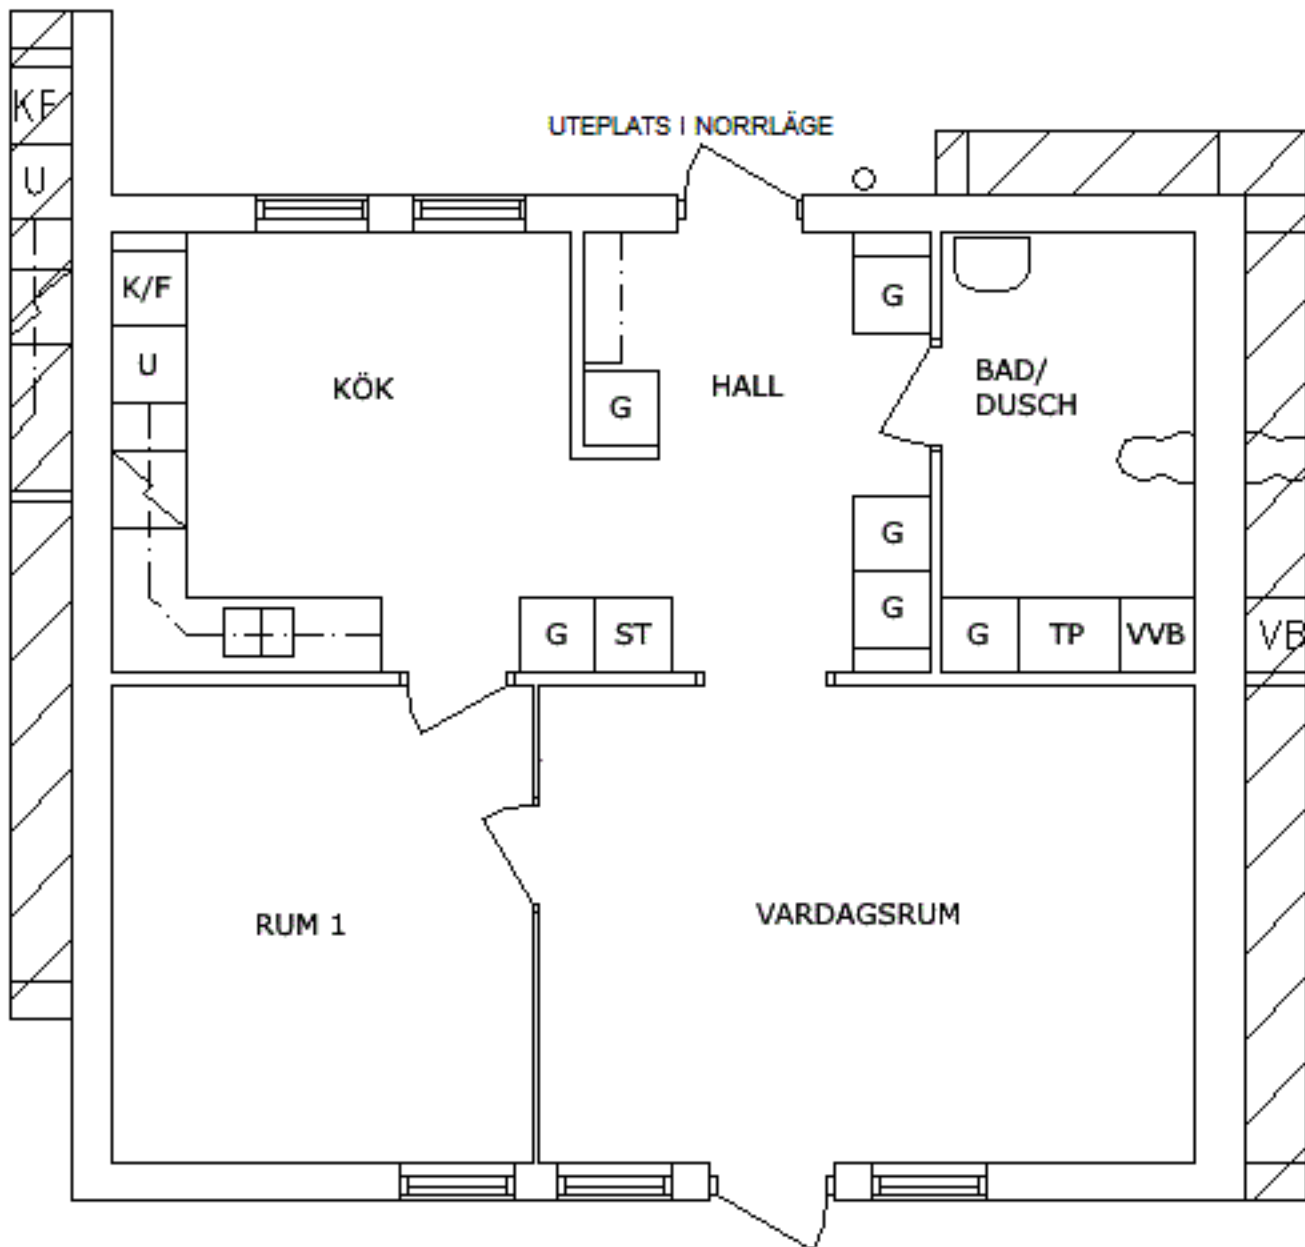 UTEPLATS I NORRLÄGE
KF
U
K/F
G
U
KÖK
G
HALL
BAD/
DUSCH
G
G
G
ST
G
TP
VVB
VB
RUM 1
VARDAGSRUM